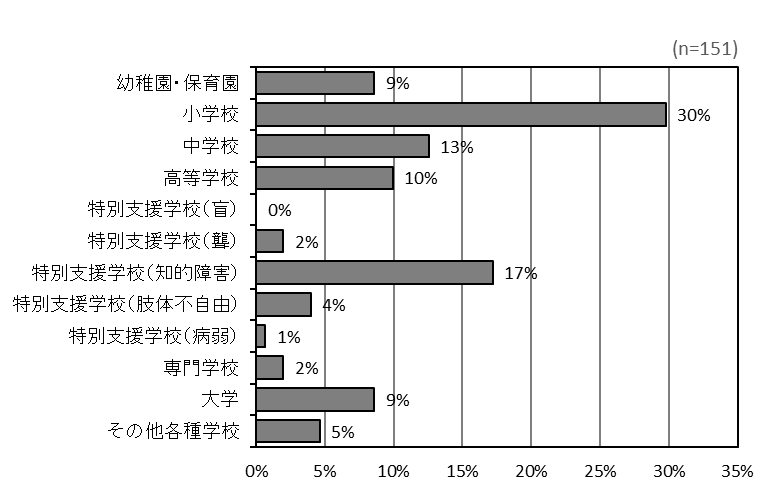 (n=151)
幼稚園・保育園 9%
小学校 30%
中学校 13%
高等学校 10%
特別支援学校(盲) 0%
特別支援学校(聾) 2%
特別支援学校(知的障害) 17%
特別支援学校(肢体不自由) 4%
特別支援学校(病弱) 1%
専門学校 2%
大学 9%
その他各種学校 5%
0% 5% 10% 15% 20% 25% 30% 35%